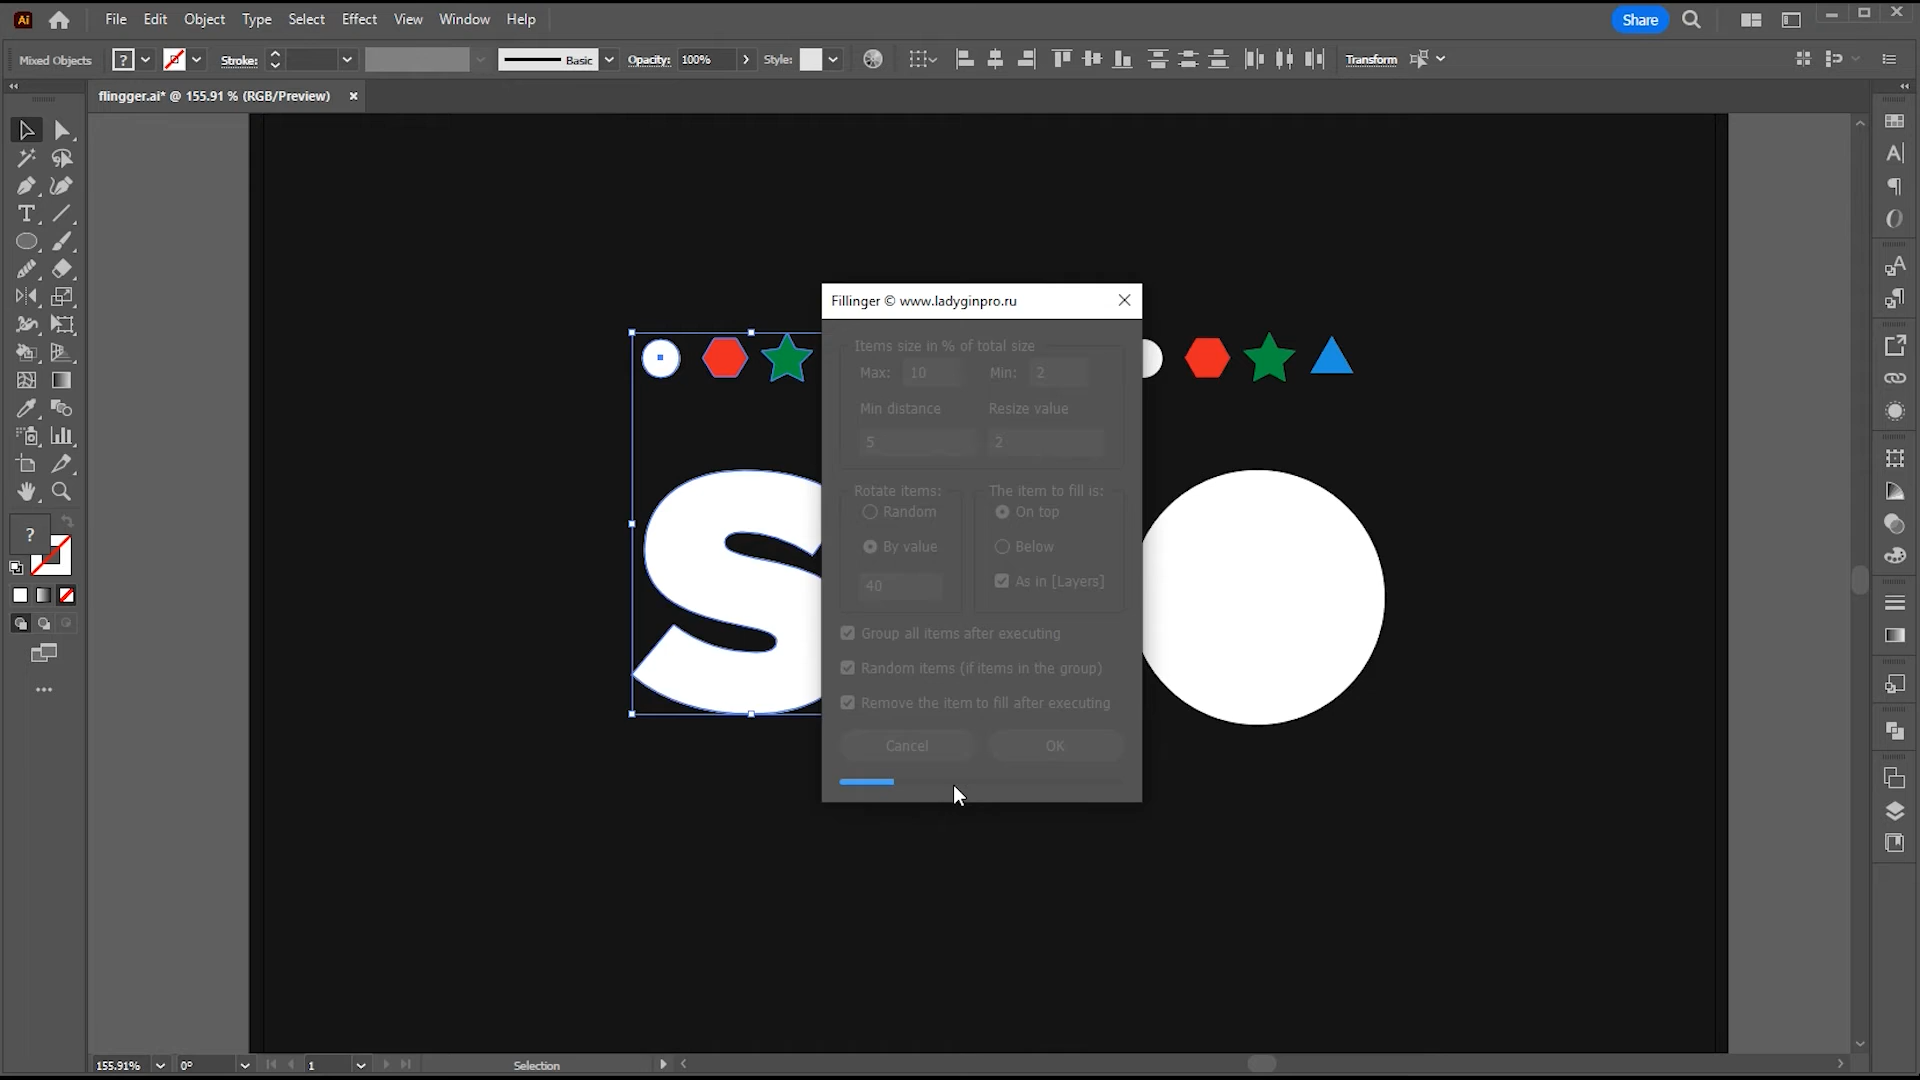 Ai
File Edit Object Type Select Effect View Window Help
Share
Mixed Objects ? Stroke: Basic Opacity: 100% Style: Transform
flingger.ai* @ 155.91 % (RGB/Preview)
Fillinger © www.ladyginpro.ru
Items size in % of total size
Max: 10 Min: 2
Min distance Resize value
5 2
Rotate items: The item to fill is:
Random On top
By value Below
40 As in [Layers]
Group all items after executing
Random items (if items in the group)
Remove the item to fill after executing
Cancel OK
S
?
155.91% 0° 1 Selection